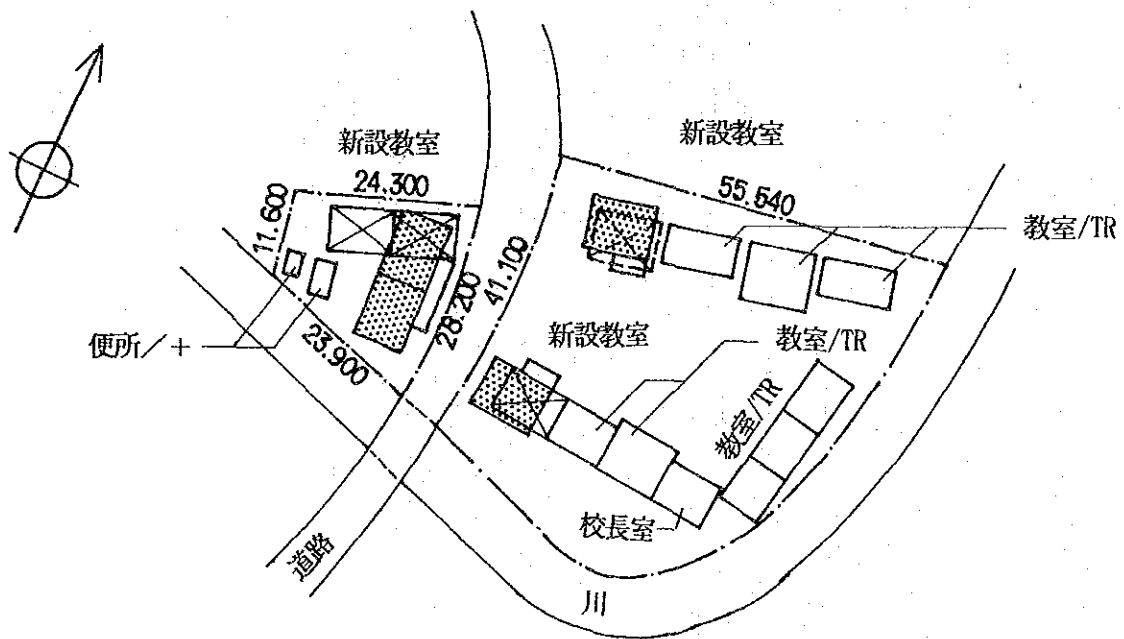 新設教室
新設教室
24.300
55.540
11.600
教室/TR
41.100
28.200
新設教室
教室/TR
便所/+
23.900
教室/TR
校長室
道路
川